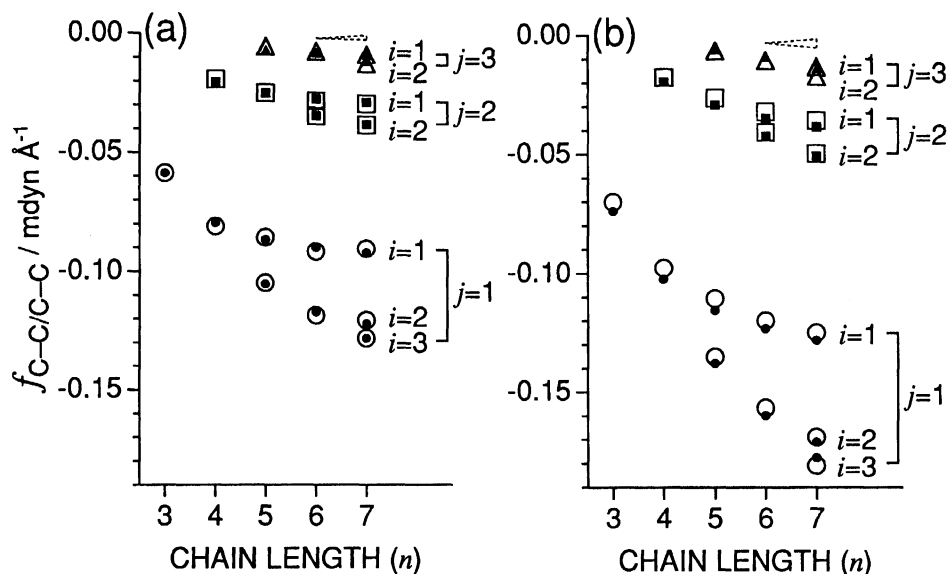 (a)
0.00
-0.05
-0.10
-0.15
f C–C/C–C / mdyn Å-1
i=1
i=2
j=3
i=1
i=2
j=2
i=1
i=2
i=3
j=1
3 4 5 6 7
CHAIN LENGTH (n)
(b)
0.00
-0.05
-0.10
-0.15
i=1
i=2
j=3
i=1
i=2
j=2
i=1
i=2
i=3
j=1
3 4 5 6 7
CHAIN LENGTH (n)